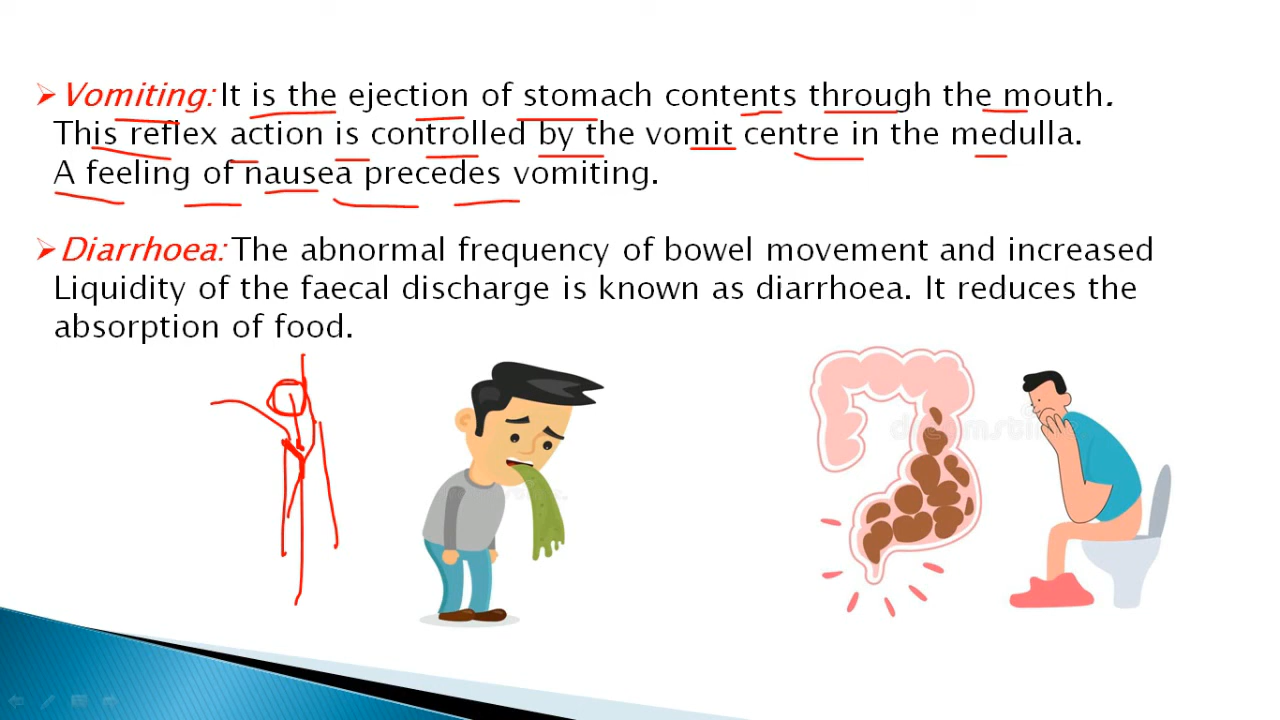 Vomiting: It is the ejection of stomach contents through the mouth.
This reflex action is controlled by the vomit centre in the medulla.
A feeling of nausea precedes vomiting.
Diarrhoea: The abnormal frequency of bowel movement and increased
Liquidity of the faecal discharge is known as diarrhoea. It reduces the
absorption of food.